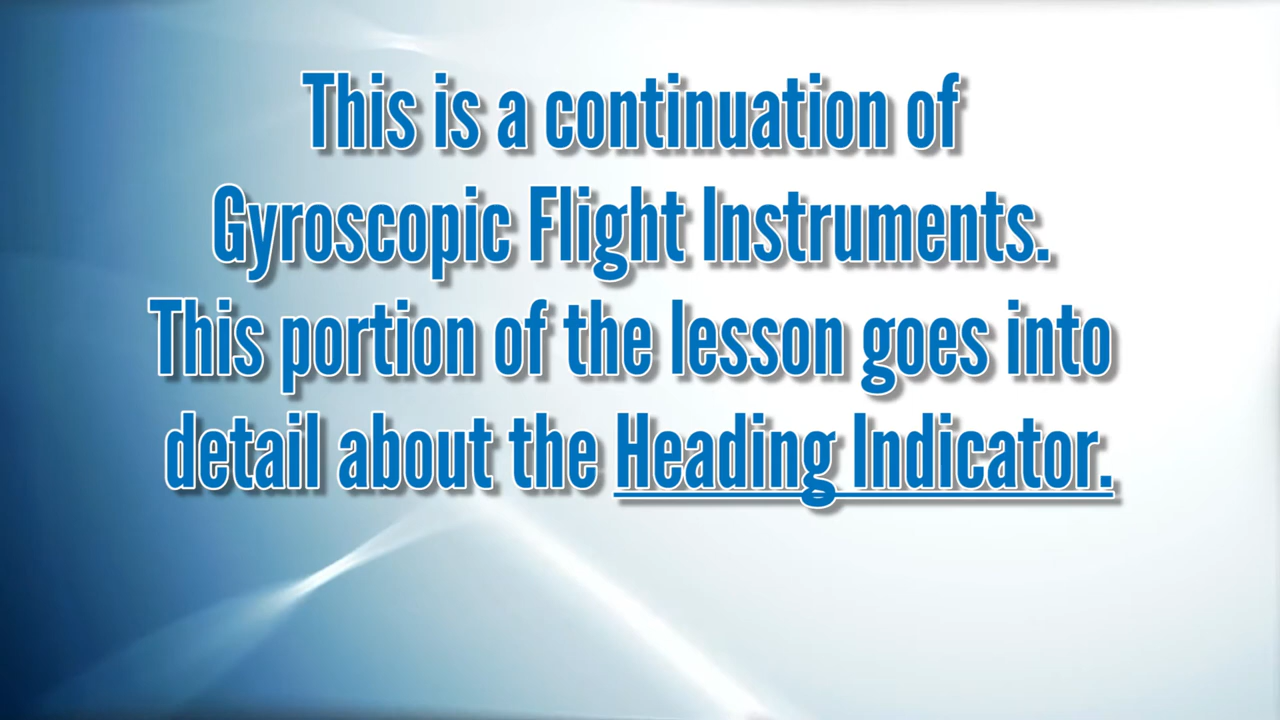 This is a continuation of
Gyroscopic Flight Instruments.
This portion of the lesson goes into
detail about the Heading Indicator.